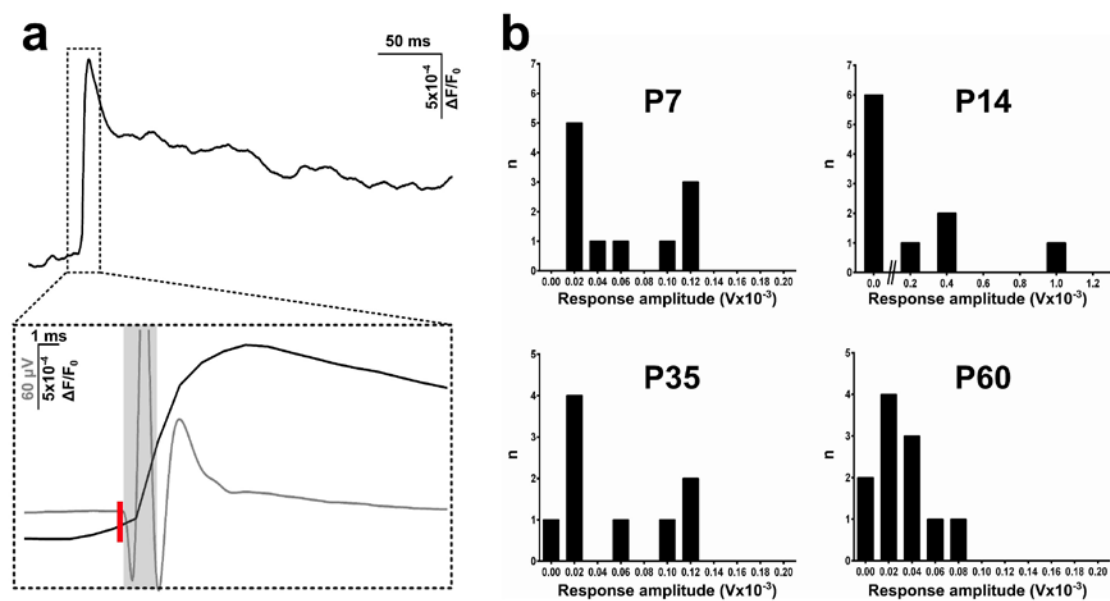 a
50 ms
5x10⁻⁴
ΔF/F₀
1 ms
60 µV
5x10⁻⁴
ΔF/F₀
b
P7
7
6
5
4
3
2
1
0
n
0.00 0.02 0.04 0.06 0.08 0.10 0.12 0.14 0.16 0.18 0.20
Response amplitude (Vx10⁻³)
P14
7
6
5
4
3
2
1
0
n
0.0 0.2 0.4 0.6 0.8 1.0 1.2
Response amplitude (Vx10⁻³)
P35
5
4
3
2
1
0
n
0.00 0.02 0.04 0.06 0.08 0.10 0.12 0.14 0.16 0.18 0.20
Response amplitude (Vx10⁻³)
P60
5
4
3
2
1
0
n
0.00 0.02 0.04 0.06 0.08 0.10 0.12 0.14 0.16 0.18 0.20
Response amplitude (Vx10⁻³)